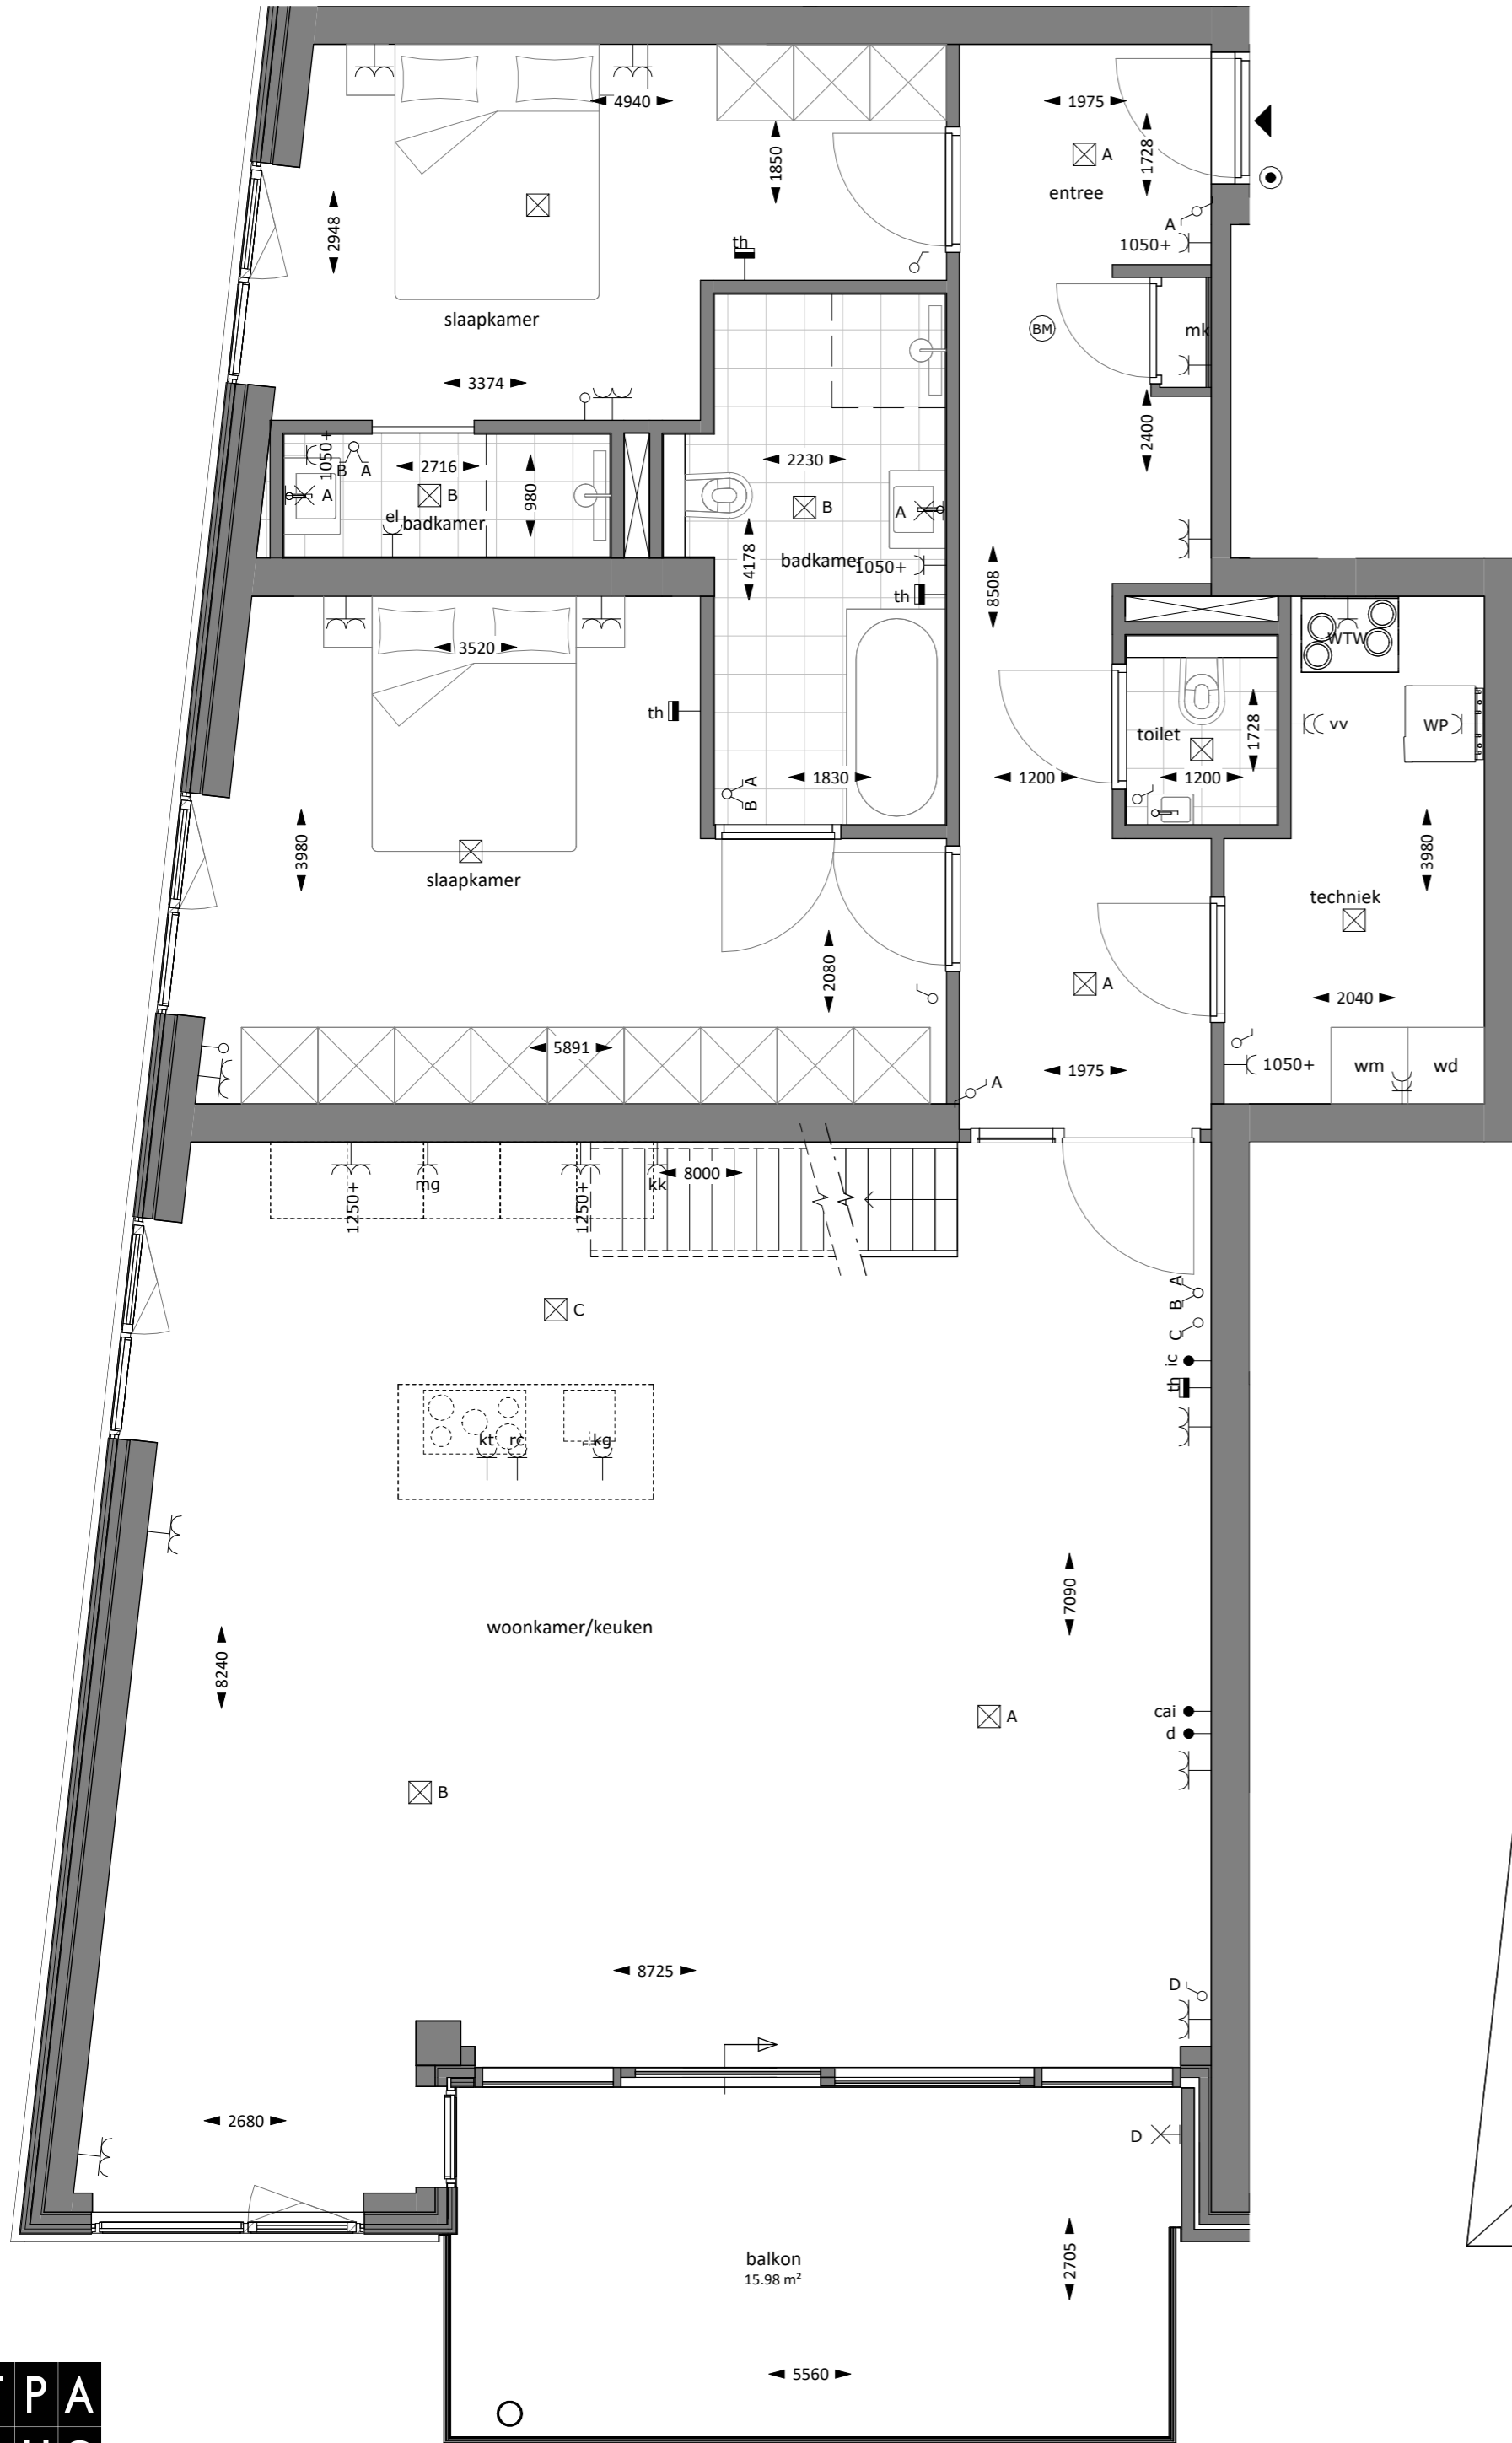 4940
1975
1850
1728
A
entree
2948
A
1050+
th
slaapkamer
BM
mk
3374
2400
1050+
B A
2716
980
A
B
el
badkamer
2230
B
A
4178
badkamer
1050+
th
8508
3520
WTW
th
toilet
1728
vv
WP
1200
1200
1830
A
B
3980
slaapkamer
3980
techniek
2080
A
2040
5891
1975
A
1050+
wm
wd
1250+
mg
1250+
kk
8000
A
B
C
C
ic
th
kt
rc
kg
7090
woonkamer/keuken
8240
cai
A
d
B
8725
D
2680
D
balkon
15.98 m²
2705
5560
P A